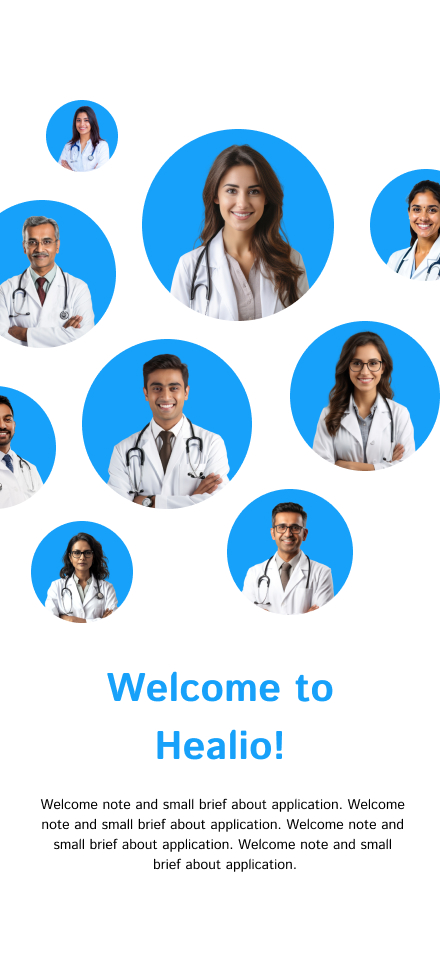 Welcome to
Healio!
Welcome note and small brief about application. Welcome
note and small brief about application. Welcome note and
small brief about application. Welcome note and small
brief about application.